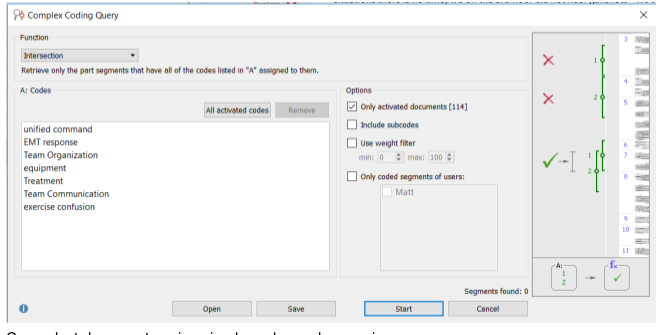 Complex Coding Query
Function
Intersection
Retrieve only the part segments that have all of the codes listed in "A" assigned to them.
A: Codes
All activated codes Remove
unified command
EMT response
Team Organization
equipment
Treatment
Team Communication
exercise confusion
Options
Only activated documents [114]
Include subcodes
Use weight filter
min: 0 max: 100
Only coded segments of users:
Matt
Segments found: 0
Open Save Start Cancel
3
1
4
2
5
6
1 7
2 8
9
10
11
A:
1
2
fx